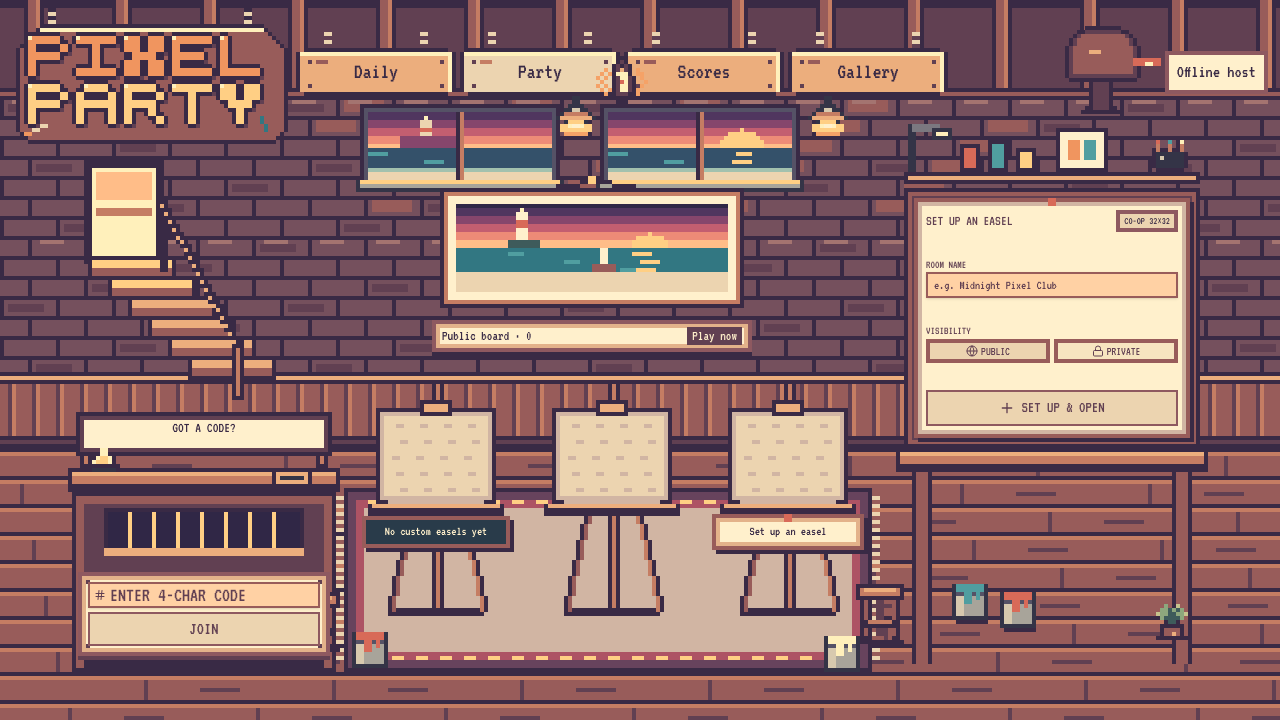 PIXEL
PARTY
Daily
Party
Scores
Gallery
Offline host
SET UP AN EASEL
CO-OP 32×32
ROOM NAME
e.g. Midnight Pixel Club
VISIBILITY
PUBLIC
PRIVATE
+ SET UP & OPEN
Public board · 0
Play now
GOT A CODE?
No custom easels yet
Set up an easel
# ENTER 4-CHAR CODE
JOIN